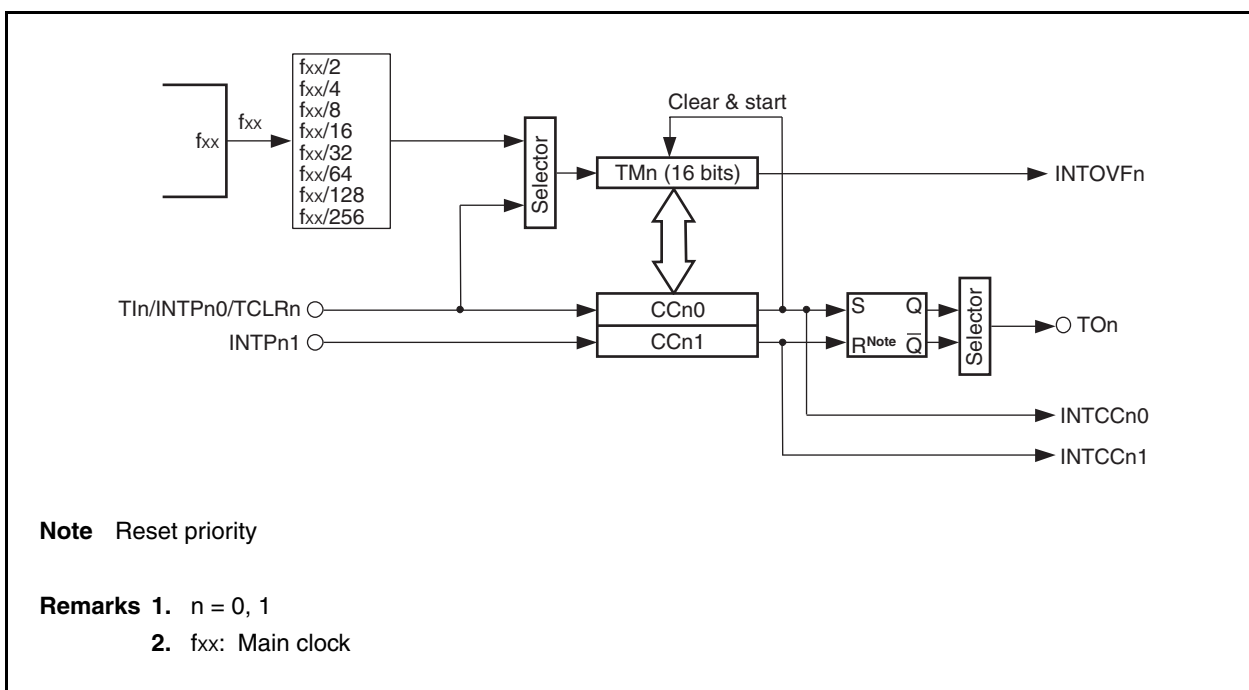 fxx/2
fxx/4
fxx/8
fxx/16
fxx/32
fxx/64
fxx/128
fxx/256
fxx
fxx
Selector
Clear & start
TMn (16 bits)
INTOVFn
TIn/INTPn0/TCLRn
INTPn1
CCn0
CCn1
S Q
RNote Q̅
Selector
TOn
INTCCn0
INTCCn1
Note Reset priority
Remarks 1. n = 0, 1
2. fxx: Main clock